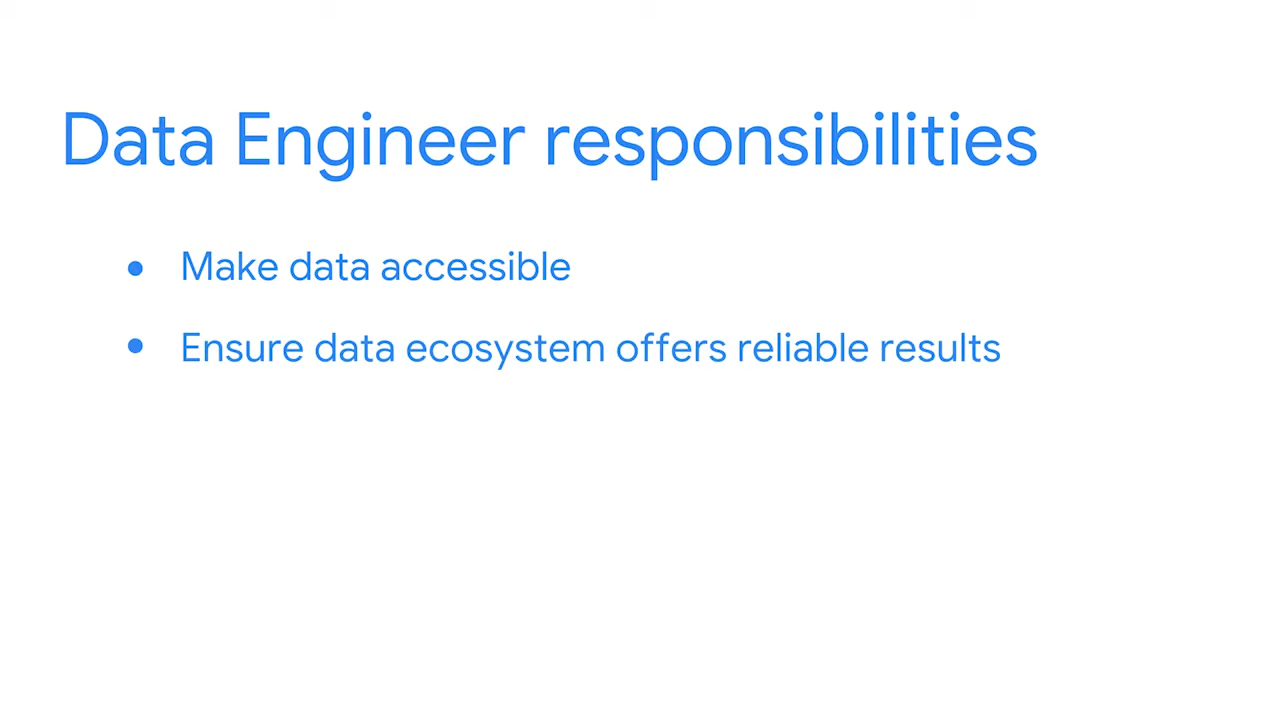 Data Engineer responsibilities
• Make data accessible
• Ensure data ecosystem offers reliable results